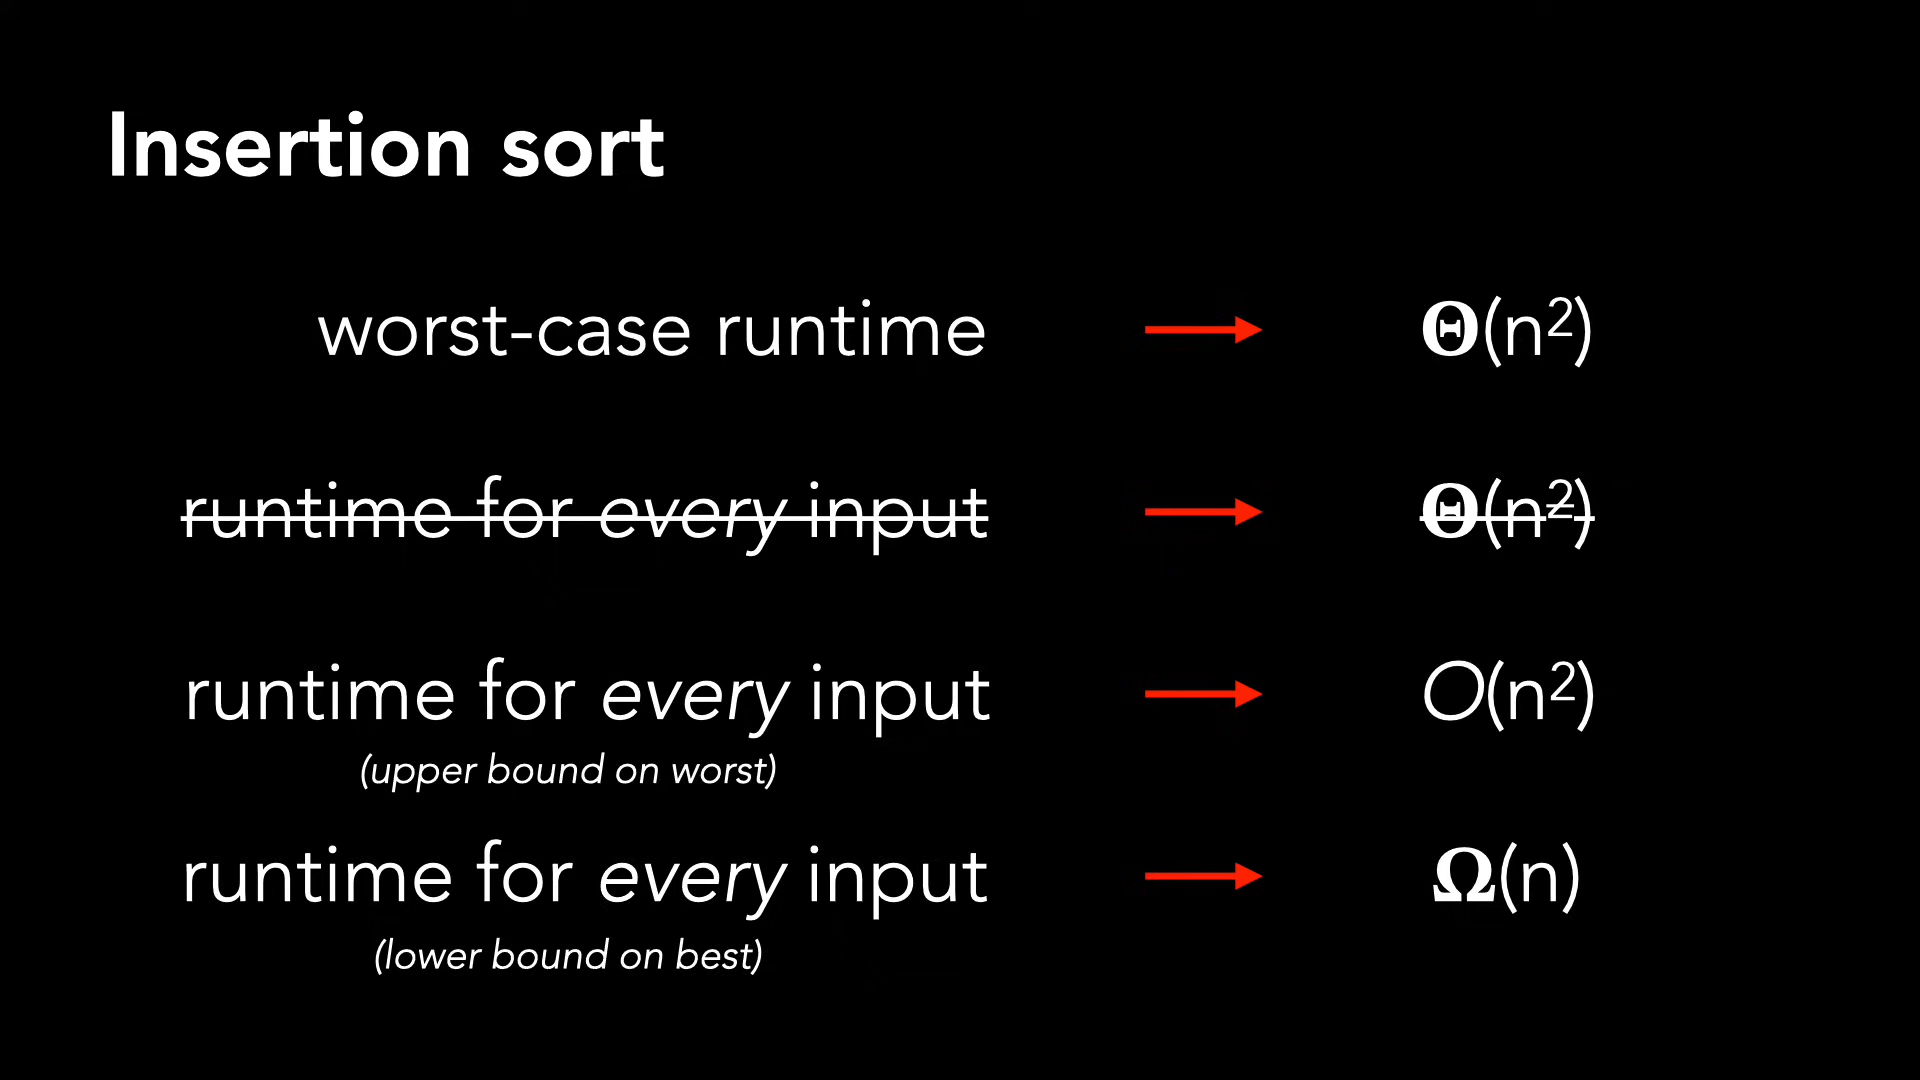 Insertion sort
worst-case runtime → Θ(n²)
runtime for every input → Θ(n²)
runtime for every input → O(n²)
(upper bound on worst)
runtime for every input → Ω(n)
(lower bound on best)